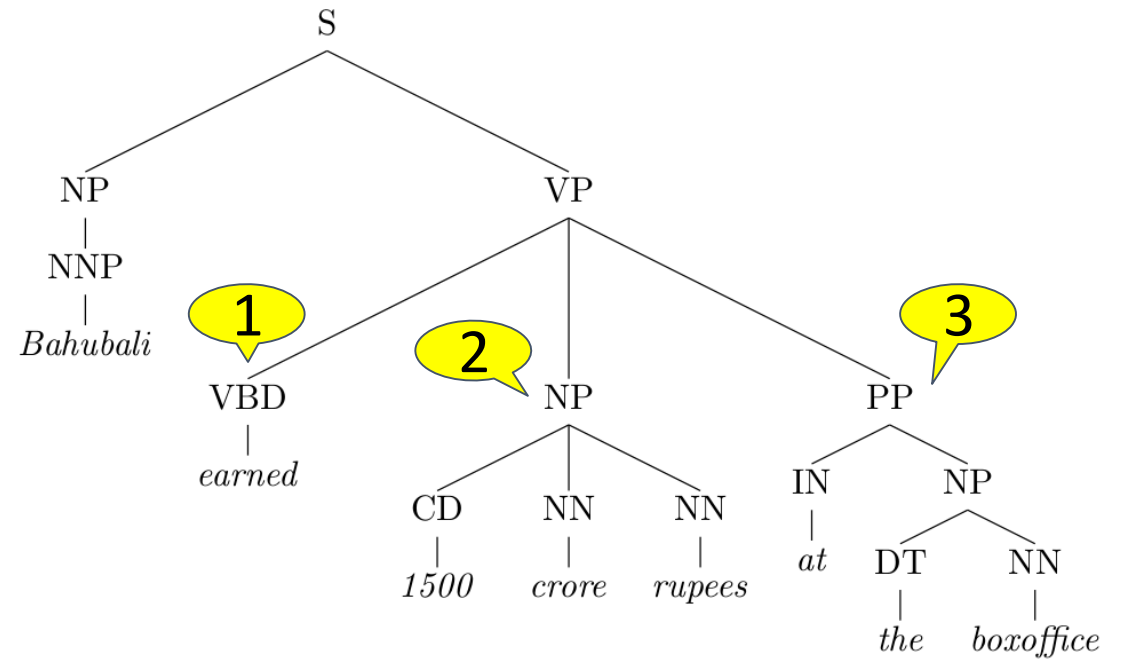 S
NP VP
NNP
1 3
Bahubali 2
VBD NP PP
earned IN NP
CD NN NN
at DT NN
1500 crore rupees
the boxoffice